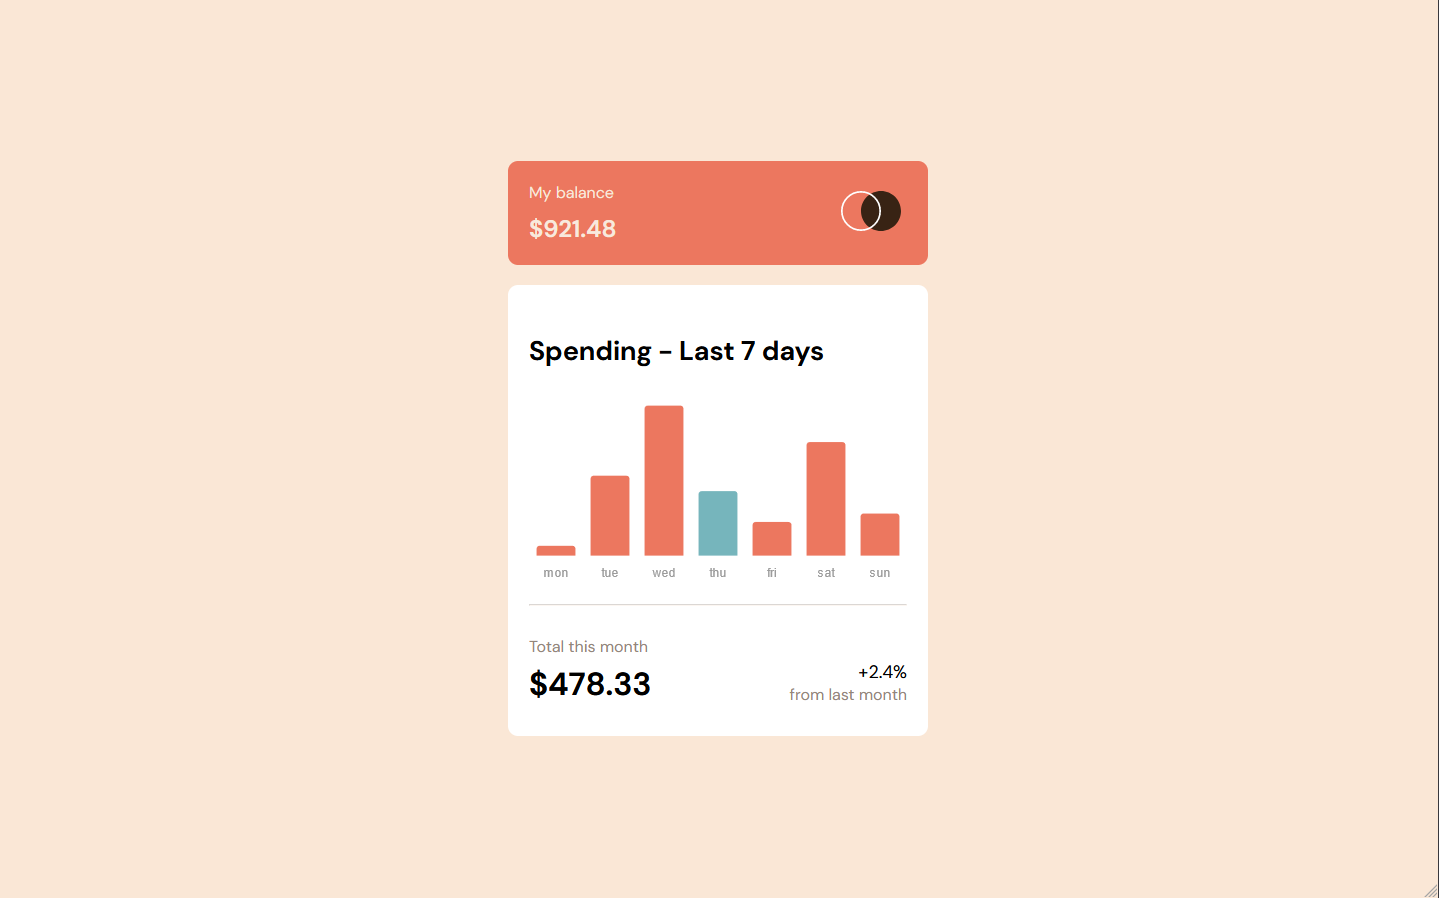 My balance
$921.48
Spending - Last 7 days
mon tue wed thu fri sat sun
Total this month
$478.33
+2.4%
from last month